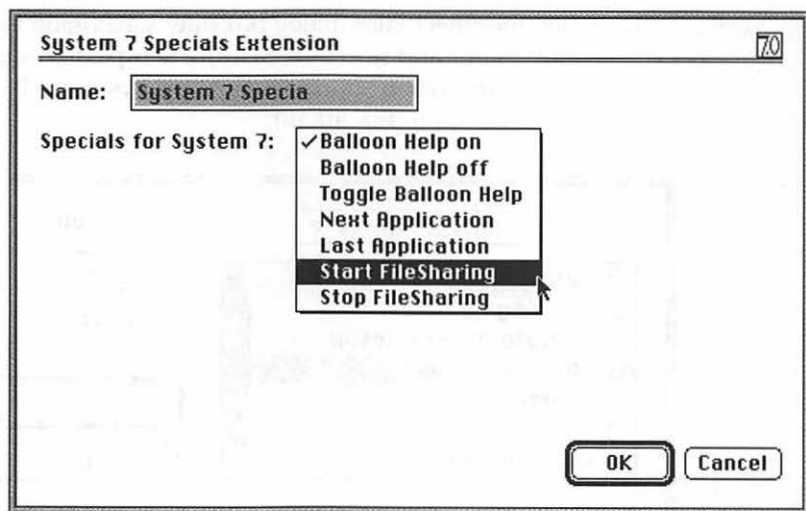 System 7 Specials Extension 7.0
Name: System 7 Specia
Specials for System 7: ✓Balloon Help on
Balloon Help off
Toggle Balloon Help
Next Application
Last Application
Start FileSharing
Stop FileSharing
OK Cancel